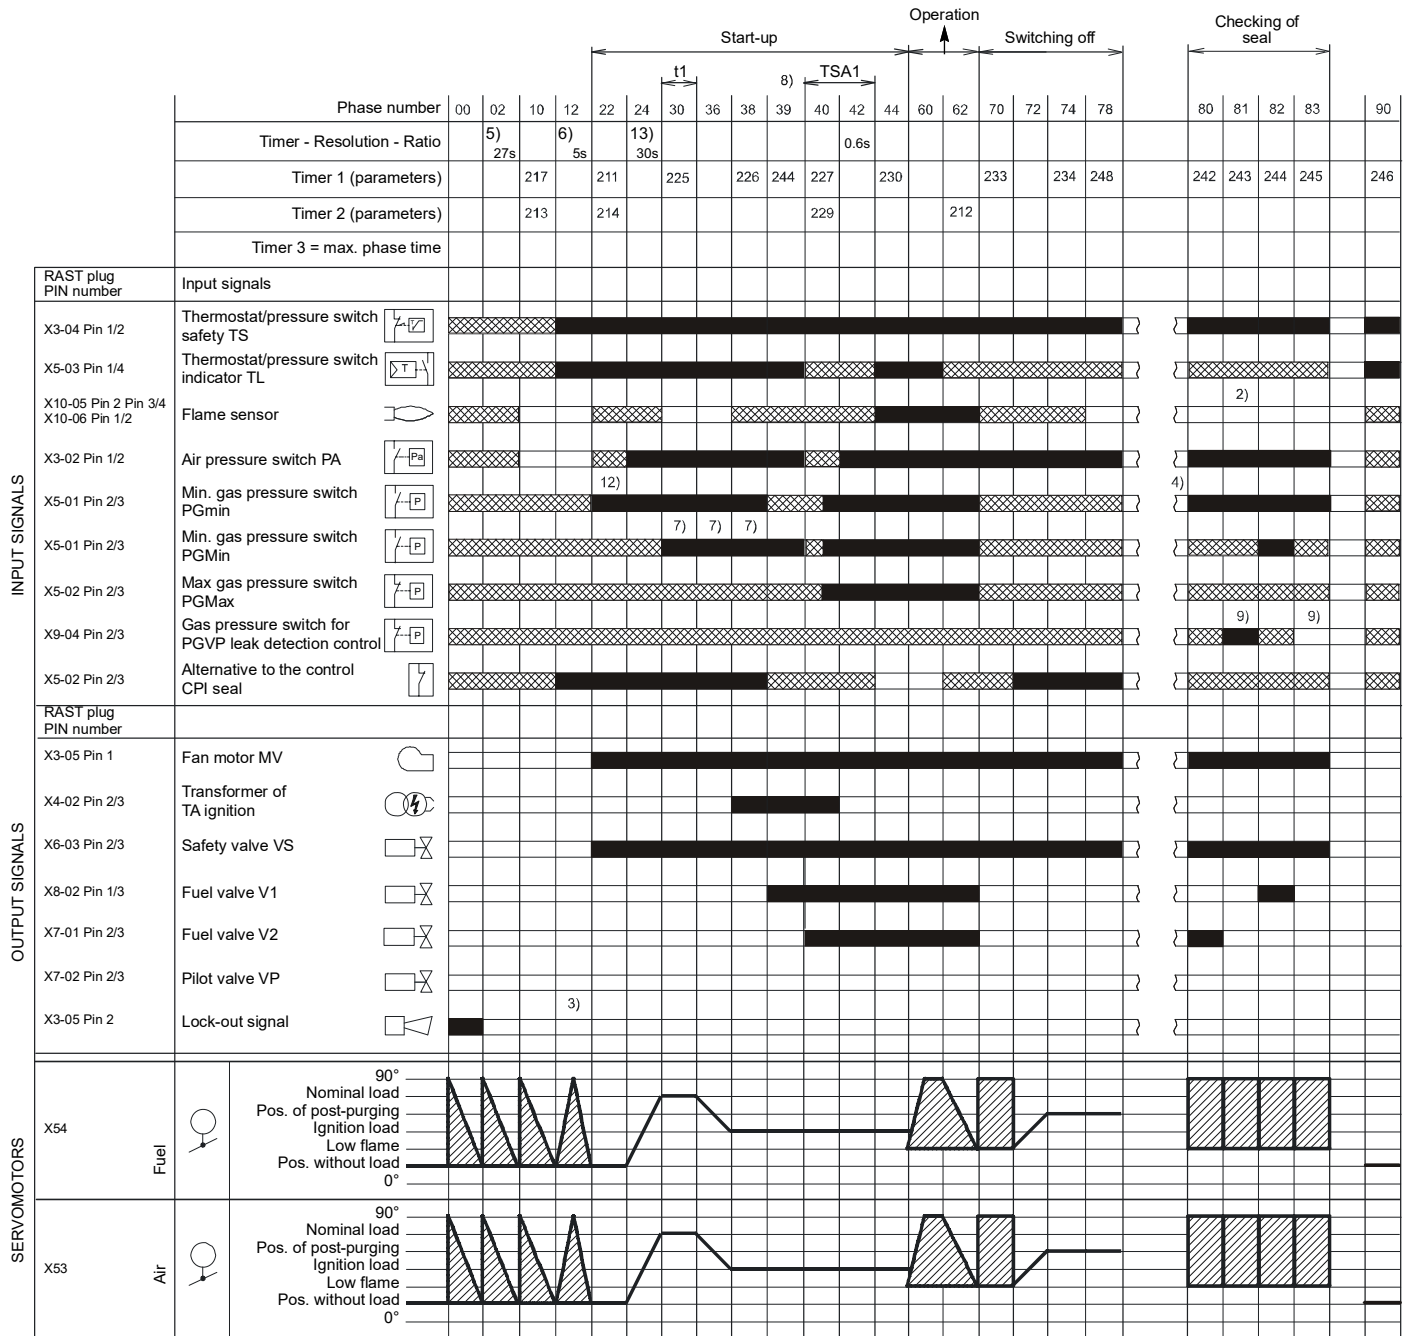 Operation
Checking of
seal
Start-up
Switching off
t1
8)
TSA1
Phase number 00 02 10 12 22 24 30 36 38 39 40 42 44 60 62 70 72 74 78 80 81 82 83 90
5) 6) 13)
Timer - Resolution - Ratio 27s 5s 30s 0.6s
Timer 1 (parameters) 217 211 225 226 244 227 230 233 234 248 242 243 244 245 246
Timer 2 (parameters) 213 214 229 212
Timer 3 = max. phase time
RAST plug
PIN number
Input signals
INPUT SIGNALS
X3-04 Pin 1/2
Thermostat/pressure switch
safety TS
X5-03 Pin 1/4
Thermostat/pressure switch
indicator TL
T
2)
X10-05 Pin 2 Pin 3/4
X10-06 Pin 1/2
Flame sensor
X3-02 Pin 1/2
Air pressure switch PA
Pa
12)
4)
X5-01 Pin 2/3
Min. gas pressure switch
PGmin
P
7) 7) 7)
X5-01 Pin 2/3
Min. gas pressure switch
PGMin
P
X5-02 Pin 2/3
Max gas pressure switch
PGMax
P
9) 9)
X9-04 Pin 2/3
Gas pressure switch for
PGVP leak detection control
P
X5-02 Pin 2/3
Alternative to the control
CPI seal
RAST plug
PIN number
OUTPUT SIGNALS
X3-05 Pin 1
Fan motor MV
X4-02 Pin 2/3
Transformer of
TA ignition
X6-03 Pin 2/3
Safety valve VS
X8-02 Pin 1/3
Fuel valve V1
X7-01 Pin 2/3
Fuel valve V2
X7-02 Pin 2/3
Pilot valve VP
3)
X3-05 Pin 2
Lock-out signal
SERVOMOTORS
X54
Fuel
90°
Nominal load
Pos. of post-purging
Ignition load
Low flame
Pos. without load
0°
X53
Air
90°
Nominal load
Pos. of post-purging
Ignition load
Low flame
Pos. without load
0°